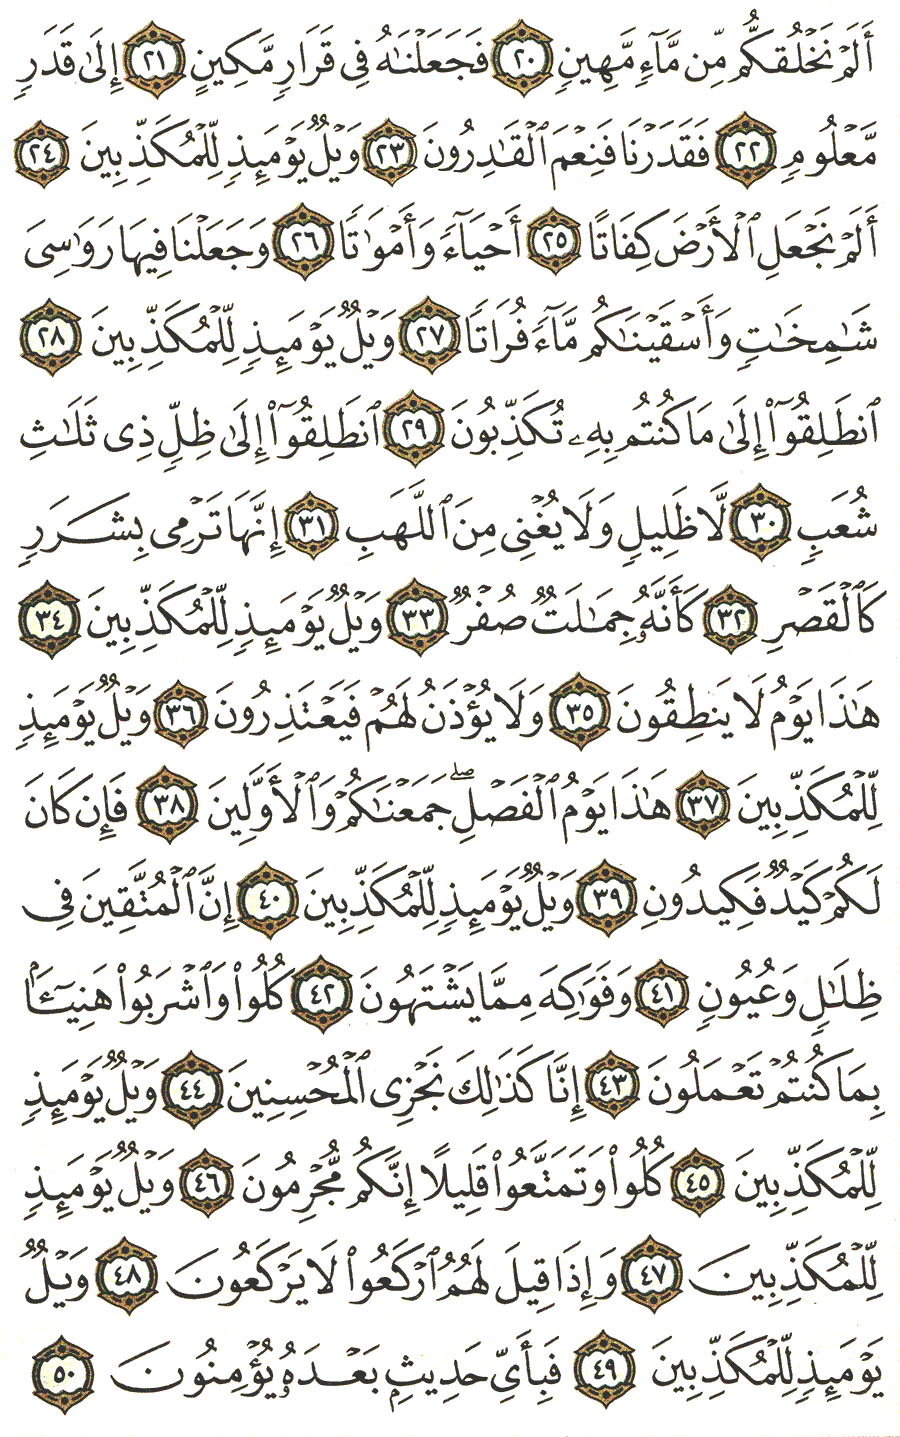 أَلَمۡ نَخۡلُقكُّم مِّن مَّآءٖ مَّهِينٖ ٢٠ فَجَعَلۡنَٰهُ فِي قَرَارٖ مَّكِينٍ ٢١ إِلَىٰ قَدَرٖ
مَّعۡلُومٖ ٢٢ فَقَدَرۡنَا فَنِعۡمَ ٱلۡقَٰدِرُونَ ٢٣ وَيۡلٞ يَوۡمَئِذٖ لِّلۡمُكَذِّبِينَ ٢٤
أَلَمۡ نَجۡعَلِ ٱلۡأَرۡضَ كِفَاتًا ٢٥ أَحۡيَآءٗ وَأَمۡوَٰتٗا ٢٦ وَجَعَلۡنَا فِيهَا رَوَٰسِيَ
شَٰمِخَٰتٖ وَأَسۡقَيۡنَٰكُم مَّآءٗ فُرَاتٗا ٢٧ وَيۡلٞ يَوۡمَئِذٖ لِّلۡمُكَذِّبِينَ ٢٨
ٱنطَلِقُوٓاْ إِلَىٰ مَا كُنتُم بِهِۦ تُكَذِّبُونَ ٢٩ ٱنطَلِقُوٓاْ إِلَىٰ ظِلّٖ ذِي ثَلَٰثِ
شُعَبٖ ٣٠ لَّا ظَلِيلٖ وَلَا يُغۡنِي مِنَ ٱللَّهَبِ ٣١ إِنَّهَا تَرۡمِي بِشَرَرٖ
كَٱلۡقَصۡرِ ٣٢ كَأَنَّهُۥ جِمَٰلَتٞ صُفۡرٞ ٣٣ وَيۡلٞ يَوۡمَئِذٖ لِّلۡمُكَذِّبِينَ ٣٤
هَٰذَا يَوۡمُ لَا يَنطِقُونَ ٣٥ وَلَا يُؤۡذَنُ لَهُمۡ فَيَعۡتَذِرُونَ ٣٦ وَيۡلٞ يَوۡمَئِذٖ
لِّلۡمُكَذِّبِينَ ٣٧ هَٰذَا يَوۡمُ ٱلۡفَصۡلِۖ جَمَعۡنَٰكُمۡ وَٱلۡأَوَّلِينَ ٣٨ فَإِن كَانَ
لَكُمۡ كَيۡدٞ فَكِيدُونِ ٣٩ وَيۡلٞ يَوۡمَئِذٖ لِّلۡمُكَذِّبِينَ ٤٠ إِنَّ ٱلۡمُتَّقِينَ فِي
ظِلَٰلٖ وَعُيُونٖ ٤١ وَفَوَٰكِهَ مِمَّا يَشۡتَهُونَ ٤٢ كُلُواْ وَٱشۡرَبُواْ هَنِيٓـَٔۢا
بِمَا كُنتُمۡ تَعۡمَلُونَ ٤٣ إِنَّا كَذَٰلِكَ نَجۡزِي ٱلۡمُحۡسِنِينَ ٤٤ وَيۡلٞ يَوۡمَئِذٖ
لِّلۡمُكَذِّبِينَ ٤٥ كُلُواْ وَتَمَتَّعُواْ قَلِيلًا إِنَّكُم مُّجۡرِمُونَ ٤٦ وَيۡلٞ يَوۡمَئِذٖ
لِّلۡمُكَذِّبِينَ ٤٧ وَإِذَا قِيلَ لَهُمُ ٱرۡكَعُواْ لَا يَرۡكَعُونَ ٤٨ وَيۡلٞ
يَوۡمَئِذٖ لِّلۡمُكَذِّبِينَ ٤٩ فَبِأَيِّ حَدِيثِۭ بَعۡدَهُۥ يُؤۡمِنُونَ ٥٠